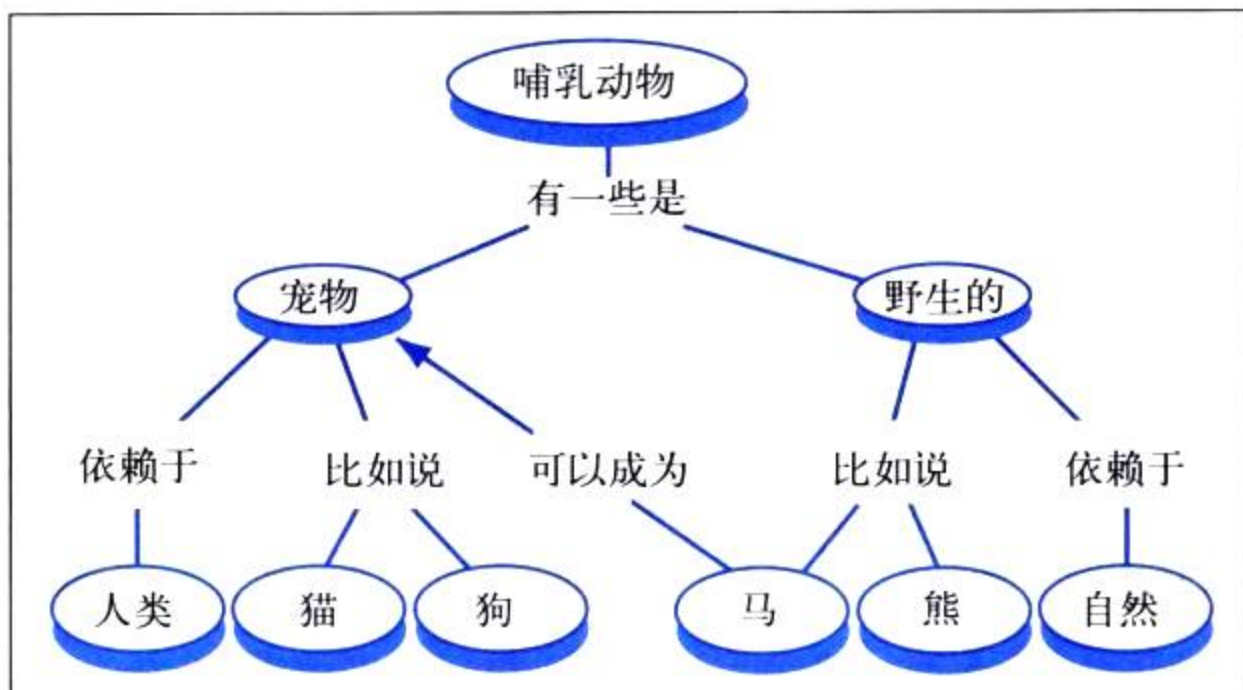 哺乳动物
有一些是
宠物
野生的
依赖于
比如说
可以成为
比如说
依赖于
人类
猫
狗
马
熊
自然